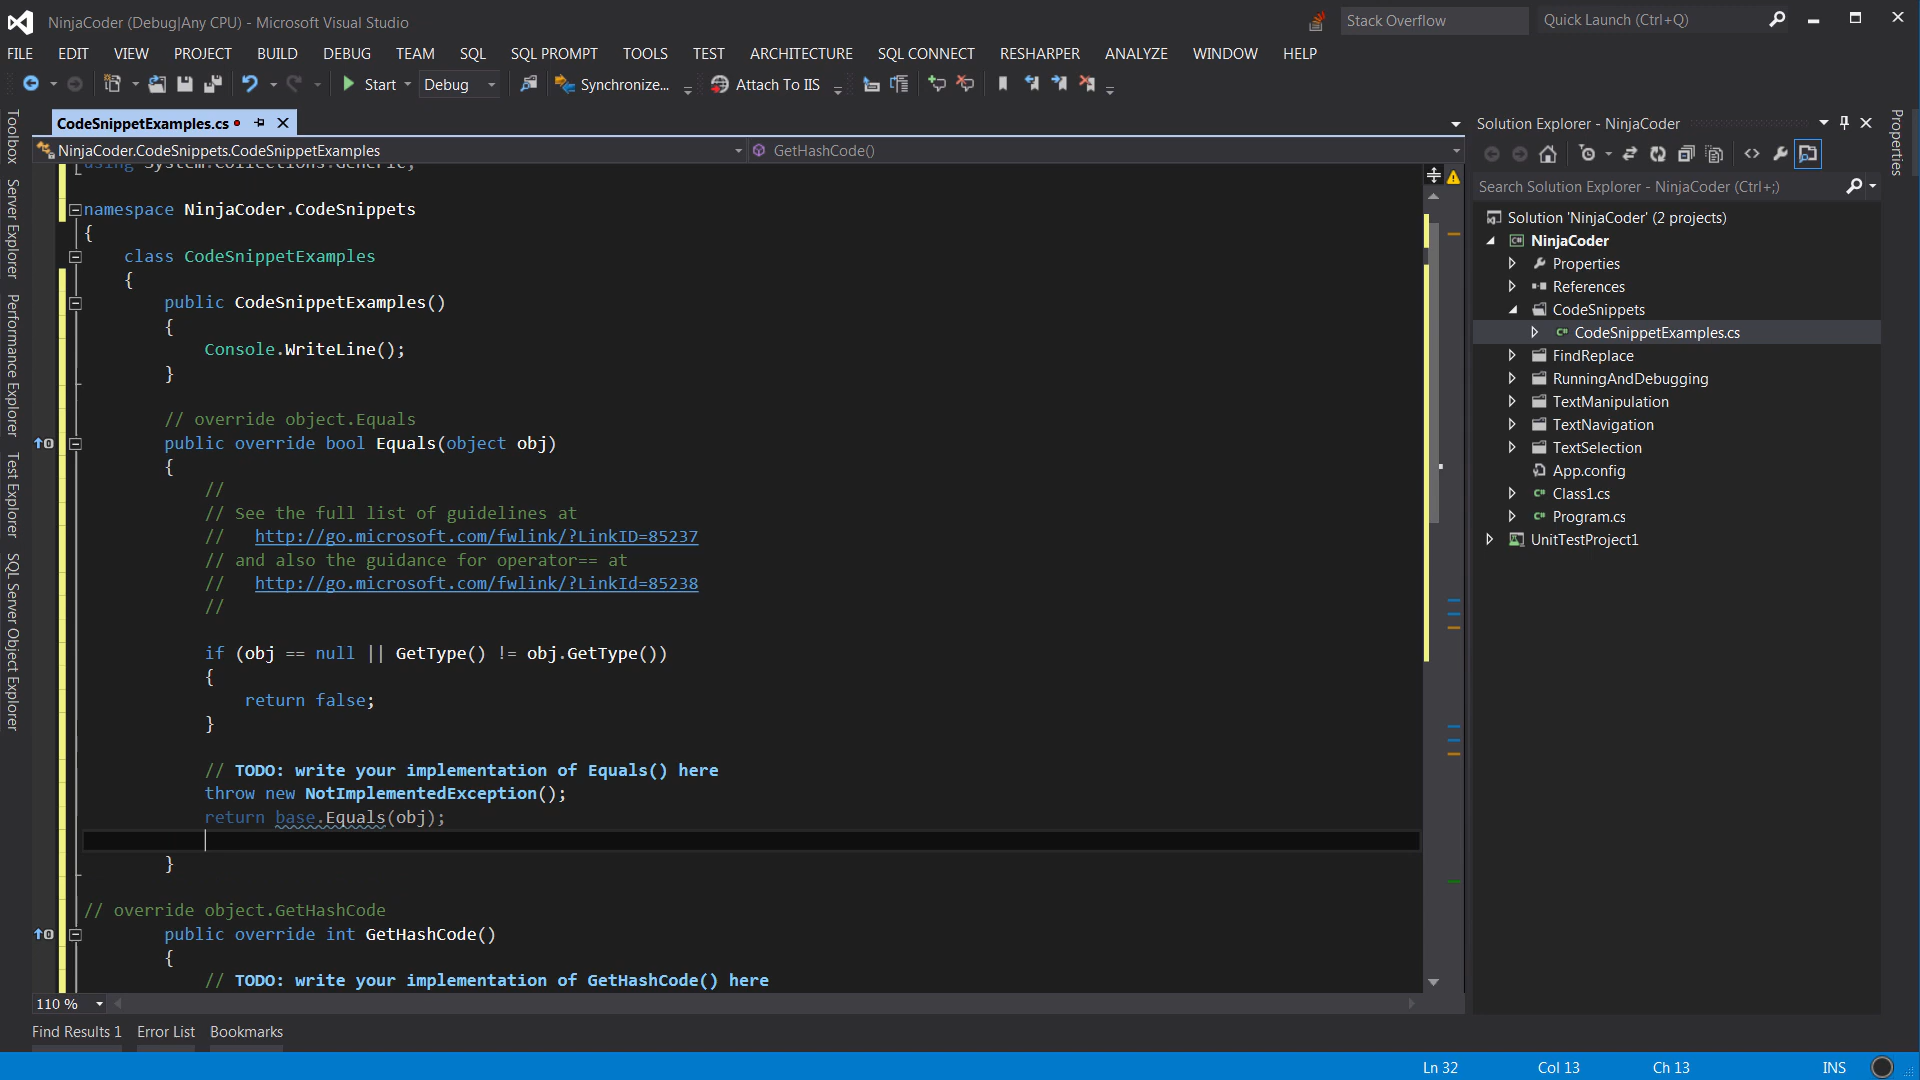 NinjaCoder (Debug|Any CPU) - Microsoft Visual Studio
Stack Overflow
Quick Launch (Ctrl+Q)
FILE EDIT VIEW PROJECT BUILD DEBUG TEAM SQL SQL PROMPT TOOLS TEST ARCHITECTURE SQL CONNECT RESHARPER ANALYZE WINDOW HELP
Start Debug Synchronize... Attach To IIS
Toolbox
Server Explorer
Performance Explorer
Test Explorer
SQL Server Object Explorer
CodeSnippetExamples.cs
NinjaCoder.CodeSnippets.CodeSnippetExamples
GetHashCode()
using System.Collections.Generic;
namespace NinjaCoder.CodeSnippets
{
class CodeSnippetExamples
{
public CodeSnippetExamples()
{
Console.WriteLine();
}
// override object.Equals
public override bool Equals(object obj)
{
//
// See the full list of guidelines at
// http://go.microsoft.com/fwlink/?LinkID=85237
// and also the guidance for operator== at
// http://go.microsoft.com/fwlink/?LinkId=85238
//
if (obj == null || GetType() != obj.GetType())
{
return false;
}
// TODO: write your implementation of Equals() here
throw new NotImplementedException();
return base.Equals(obj);
}
// override object.GetHashCode
public override int GetHashCode()
{
// TODO: write your implementation of GetHashCode() here
110 %
Find Results 1 Error List Bookmarks
Solution Explorer - NinjaCoder
Search Solution Explorer - NinjaCoder (Ctrl+;)
Solution 'NinjaCoder' (2 projects)
NinjaCoder
Properties
References
CodeSnippets
CodeSnippetExamples.cs
FindReplace
RunningAndDebugging
TextManipulation
TextNavigation
TextSelection
App.config
Class1.cs
Program.cs
UnitTestProject1
Properties
Ln 32 Col 13 Ch 13 INS